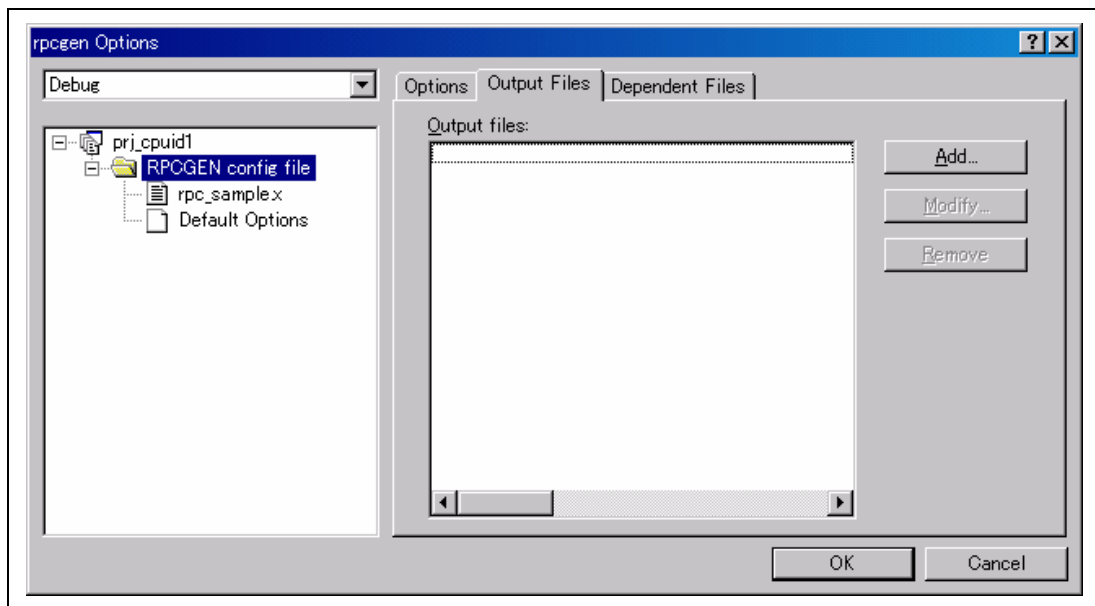 rpcgen Options
Debug
Options Output Files Dependent Files
prj_cpuid1
RPCGEN config file
rpc_sample.x
Default Options
Output files:
Add...
Modify...
Remove
OK Cancel